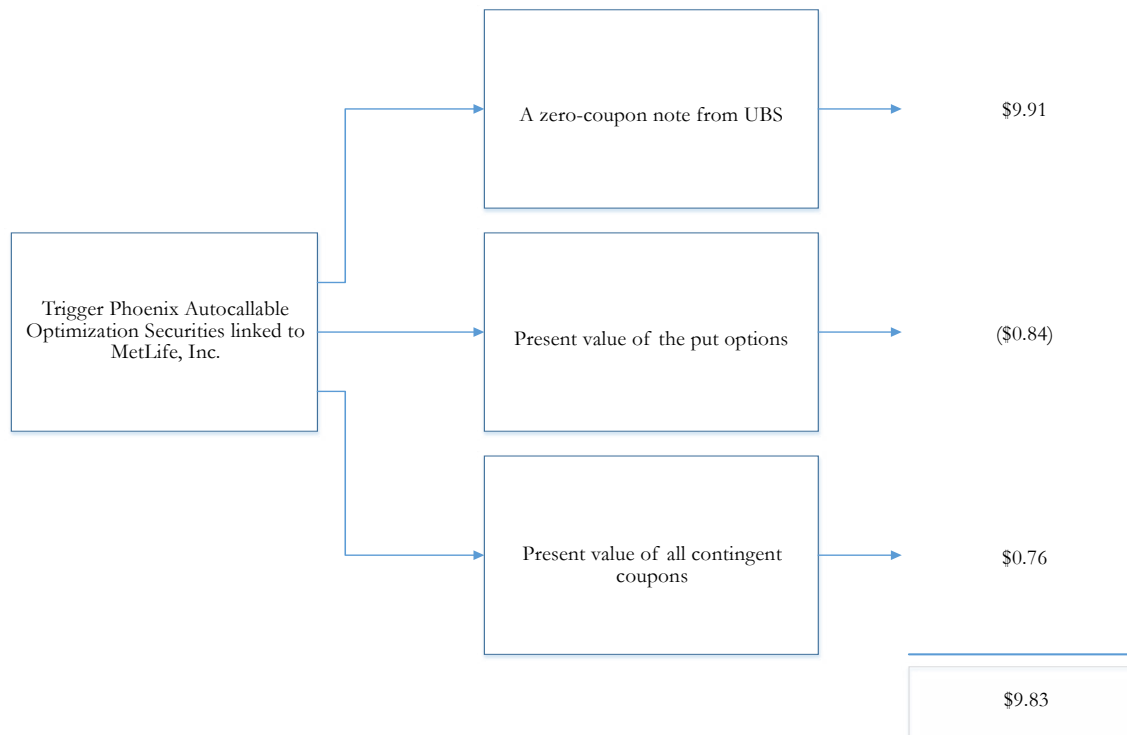 A zero-coupon note from UBS
$9.91
Trigger Phoenix Autocallable
Optimization Securities linked to
MetLife, Inc.
Present value of the put options
($0.84)
Present value of all contingent
coupons
$0.76
$9.83